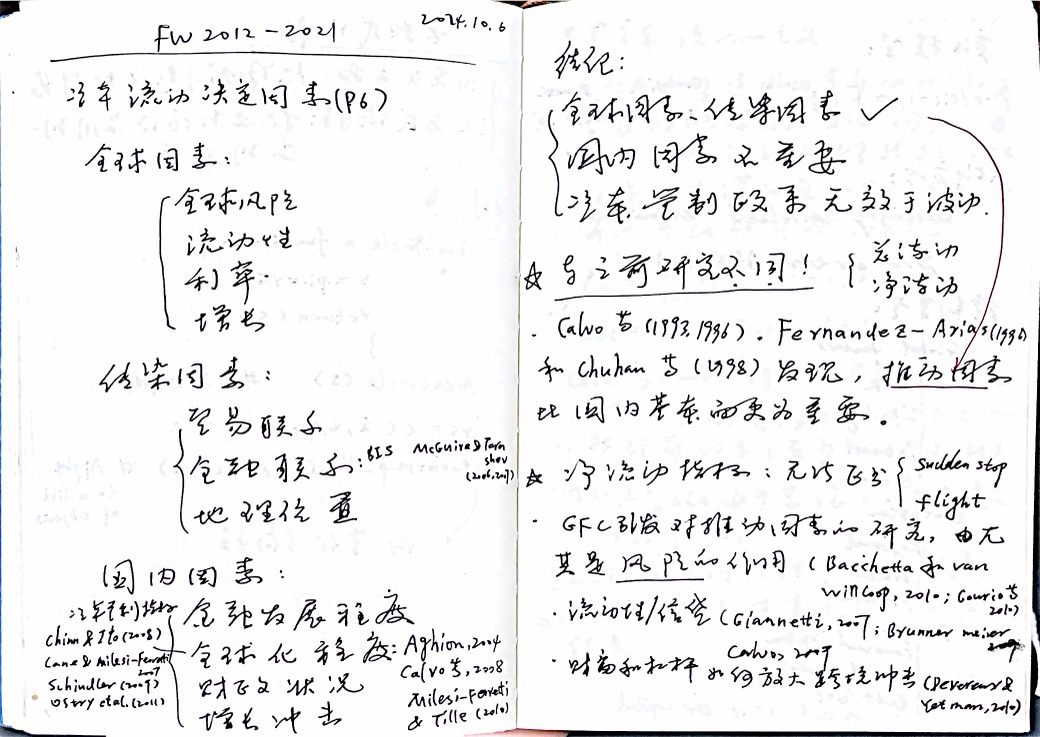 2024.10.6
FW 2012-2021
资本流动决定因素(P6)
全球因素:
全球风险
流动性
利率
增长
传染因素:
贸易联系
金融联系: BIS McGuire & Tarashev (2006, 2007)
地理位置
国内因素:
金融发展程度
资本管制指标
Chinn & Ito (2008)
Lane & Milesi-Ferretti 2007
Schindler (2009)
Ostry et al. (2011)
全球化程度: Aghion, 2004
Calvo 等, 2008
财政状况
Milesi-Ferretti & Tille (2010)
增长冲击
结论:
全球因素、传染因素 ✓
国内因素不重要
资本管制政策无效于波动.
☆ 与之前研究不同!
总流动
净流动
· Calvo 等 (1993, 1996). Fernandez-Arias (1996)
和 Chuhan 等 (1998) 发现, 推动因素
比国内基本面更为重要。
☆ 净流动指标: 无法区分
sudden stop
flight
· GFC 引发对推动因素的研究, 由尤
其是风险的作用 (Bacchetta 和 van
Wincoop, 2010; Gourio 等 2010)
· 流动性/信贷 (Giannetti, 2007; Brunnermeier 2009
Calvo, 2009
· 财富和杠杆如何放大跨境冲击 (Devereux &
Yetman, 2010)